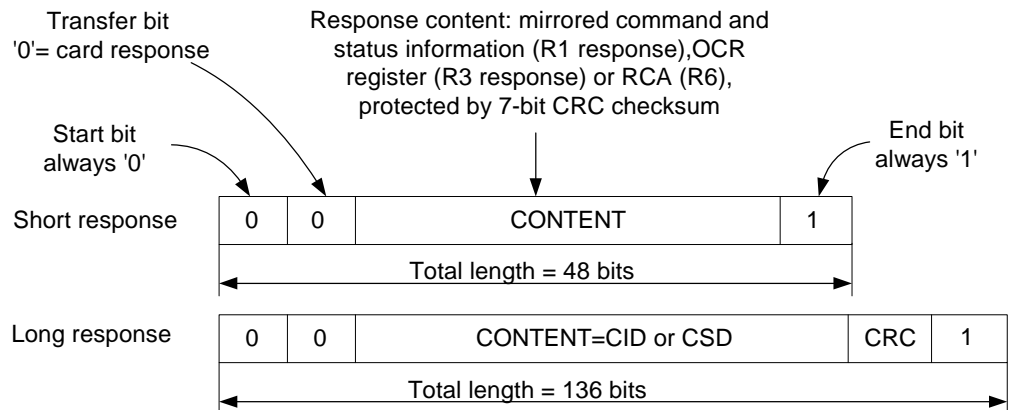 Transfer bit
'0'= card response
Response content: mirrored command and
status information (R1 response),OCR
register (R3 response) or RCA (R6),
protected by 7-bit CRC checksum
Start bit
always '0'
End bit
always '1'
Short response
0
0
CONTENT
1
Total length = 48 bits
Long response
0
0
CONTENT=CID or CSD
CRC
1
Total length = 136 bits